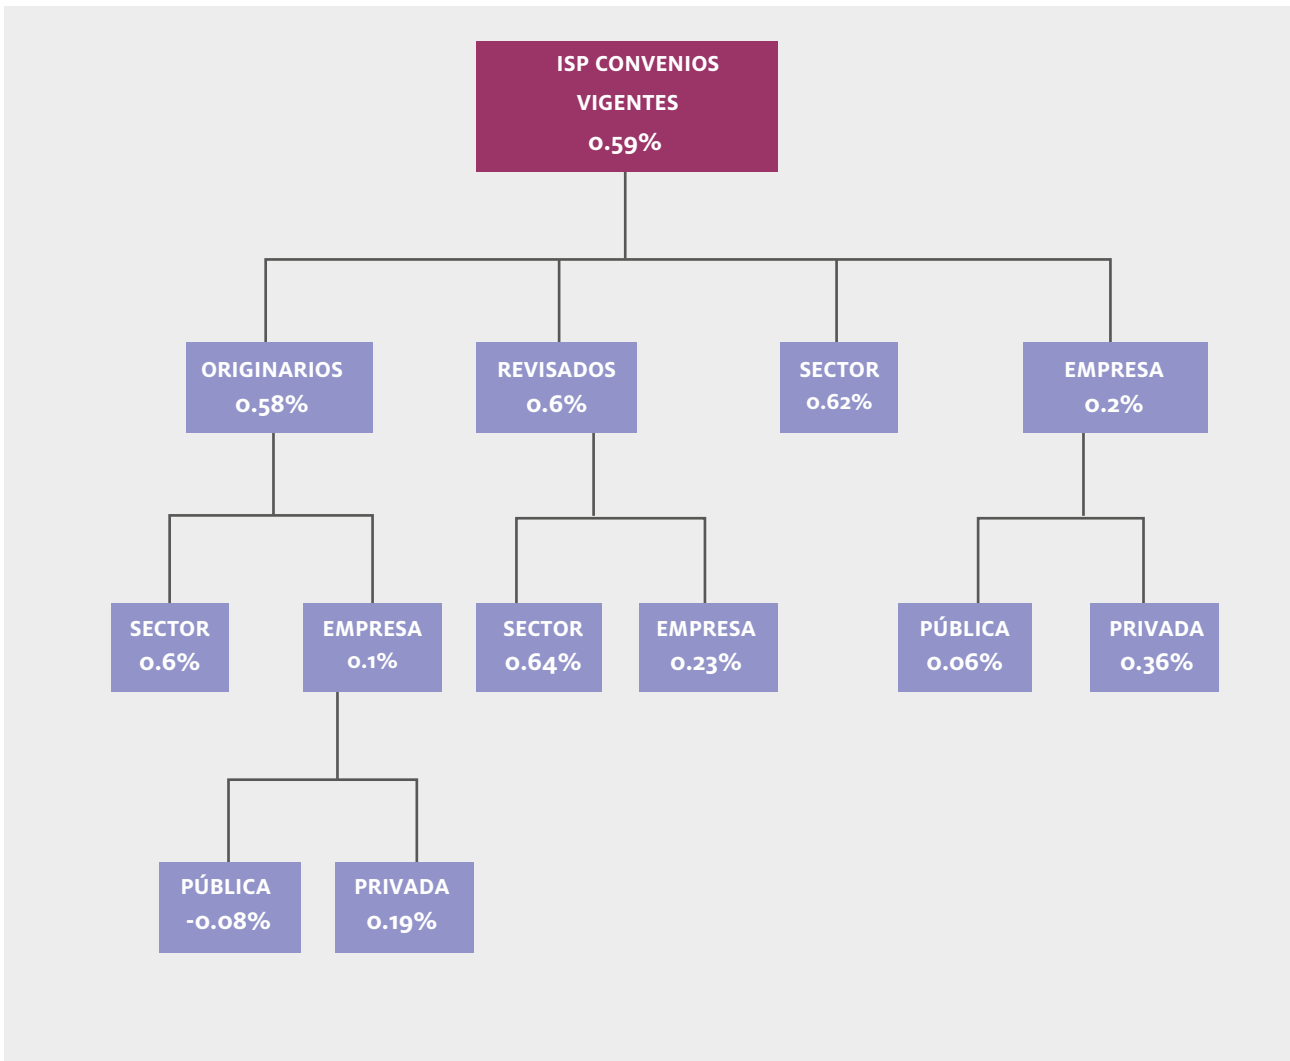 ISP CONVENIOS
VIGENTES
0.59%
ORIGINARIOS
0.58%
REVISADOS
0.6%
SECTOR
0.62%
EMPRESA
0.2%
SECTOR
0.6%
EMPRESA
0.1%
SECTOR
0.64%
EMPRESA
0.23%
PÚBLICA
0.06%
PRIVADA
0.36%
PÚBLICA
-0.08%
PRIVADA
0.19%